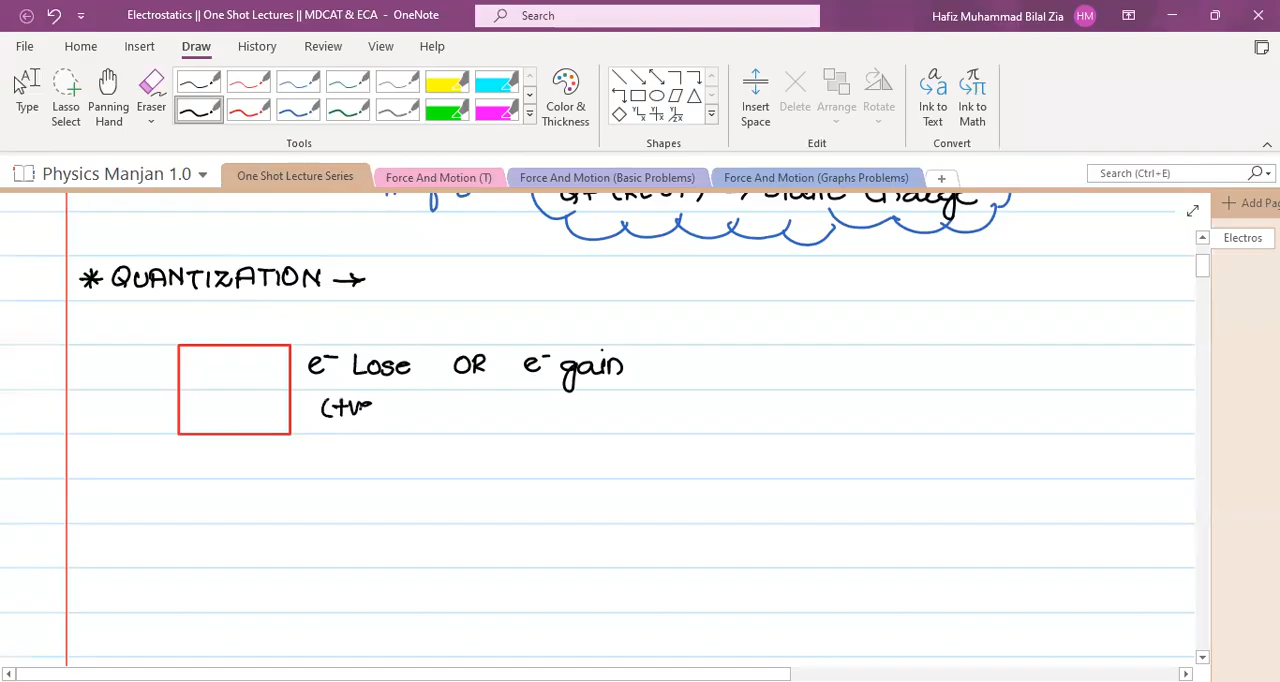 Electrostatics || One Shot Lectures || MDCAT & ECA - OneNote
Search
Hafiz Muhammad Bilal Zia
HM
File Home Insert Draw History Review View Help
Type
Lasso Select
Panning Hand
Eraser
Color & Thickness
Insert Space
Delete
Arrange
Rotate
Ink to Text
Ink to Math
Tools
Shapes
Edit
Convert
Physics Manjan 1.0
One Shot Lecture Series
Force And Motion (T)
Force And Motion (Basic Problems)
Force And Motion (Graphs Problems)
Search (Ctrl+E)
Add Pag
Electros
* QUANTIZATION →
e⁻ Lose OR e⁻ gain
(+ve